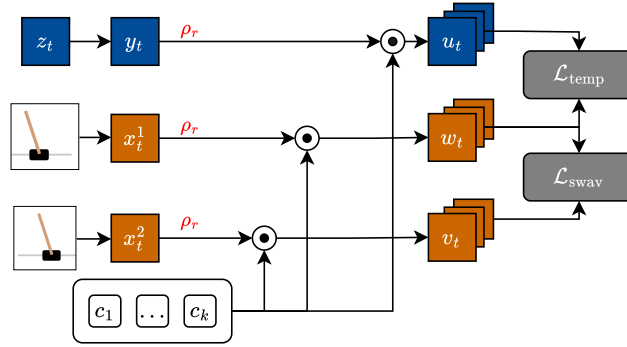 z_t y_t ρ_r u_t
ℒ_temp
x_t^1 ρ_r w_t
ℒ_swav
x_t^2 ρ_r v_t
c_1 ... c_k